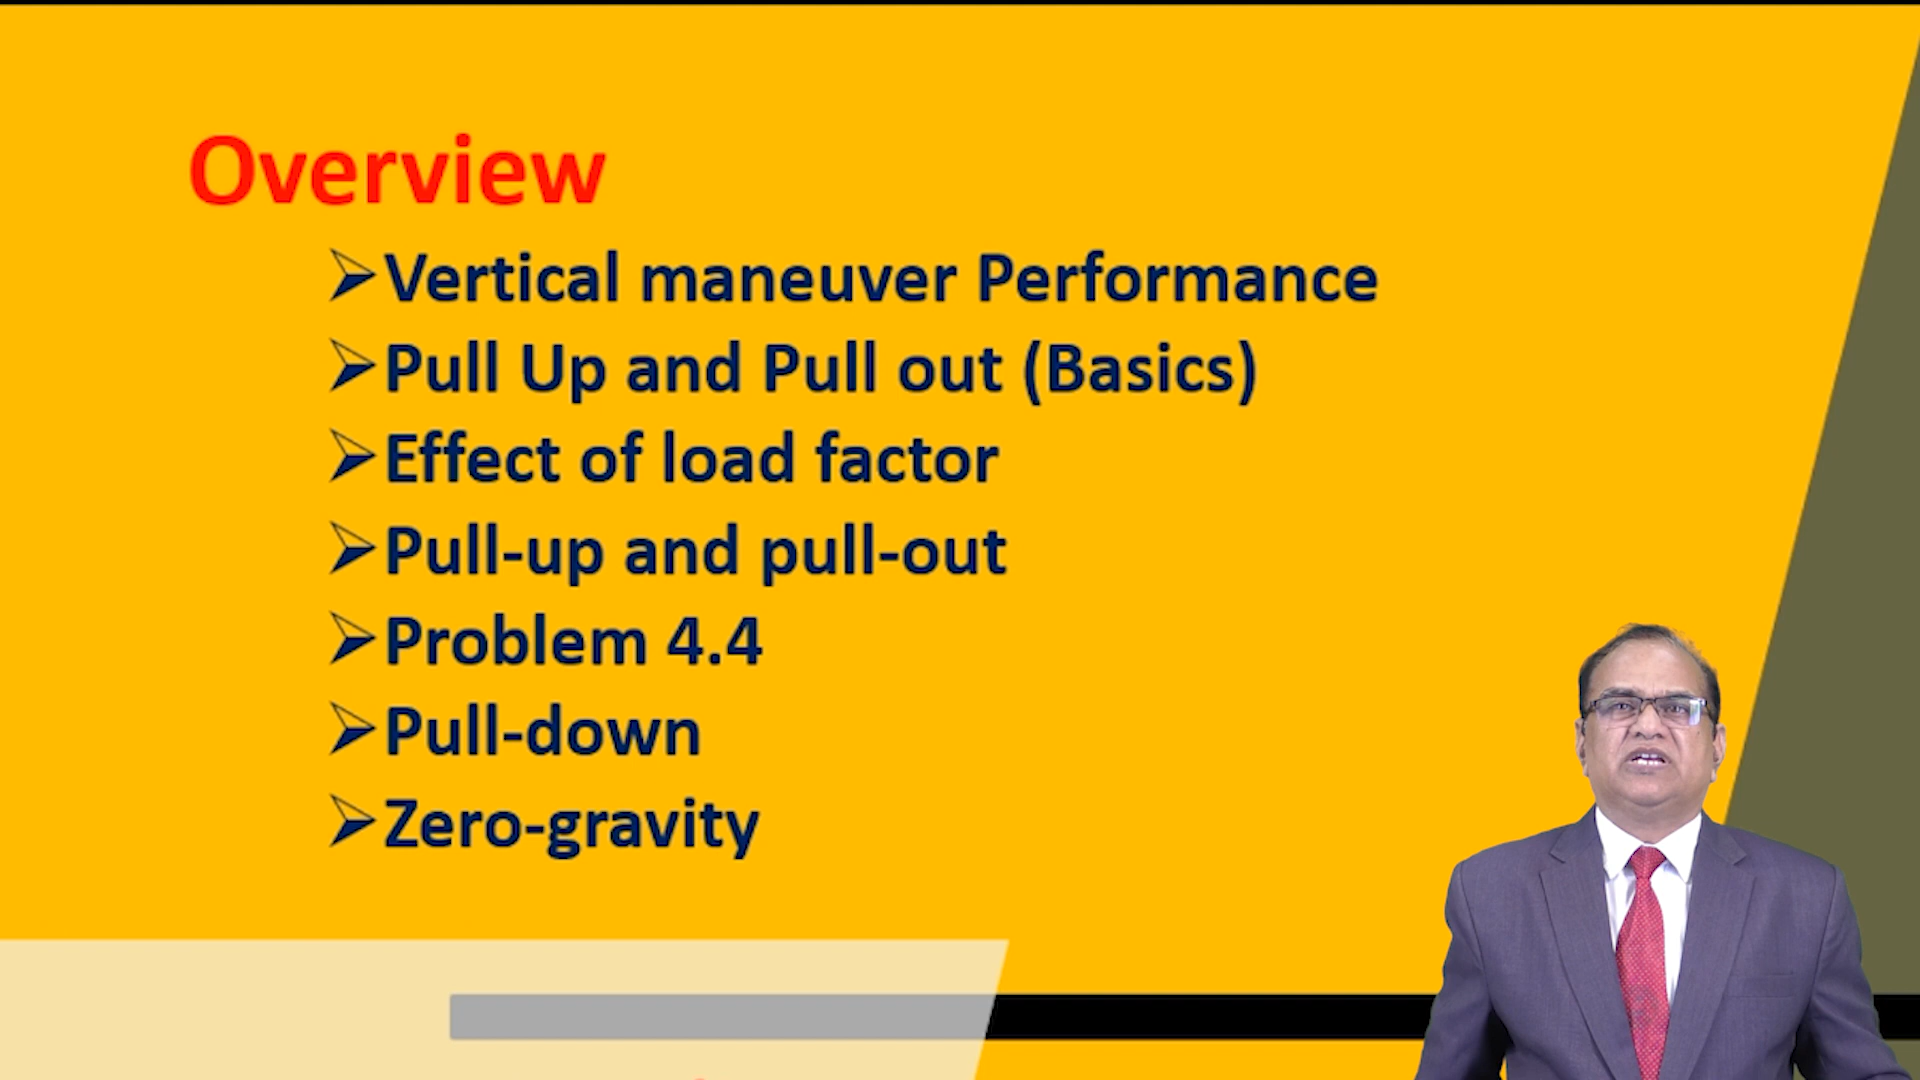 Overview
➢Vertical maneuver Performance
➢Pull Up and Pull out (Basics)
➢Effect of load factor
➢Pull-up and pull-out
➢Problem 4.4
➢Pull-down
➢Zero-gravity